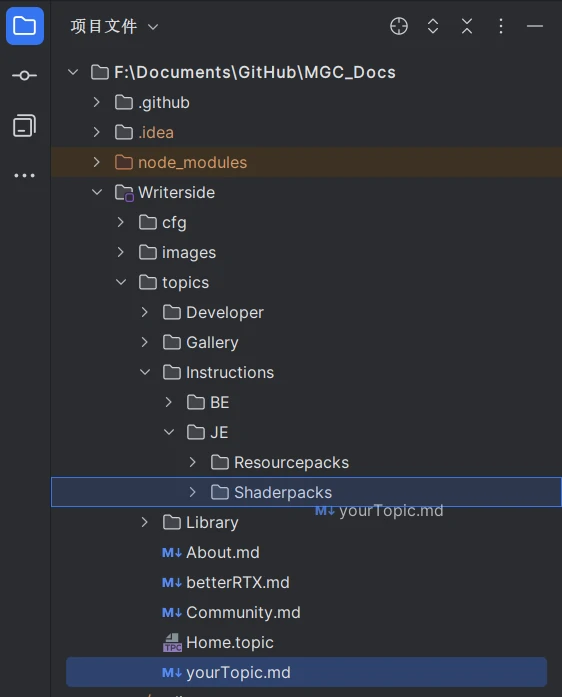 项目文件
F:\Documents\GitHub\MGC_Docs
.github
.idea
node_modules
Writerside
cfg
images
topics
Developer
Gallery
Instructions
BE
JE
Resourcepacks
Shaderpacks
M↓ yourTopic.md
Library
M↓ About.md
M↓ betterRTX.md
M↓ Community.md
TPC Home.topic
M↓ yourTopic.md